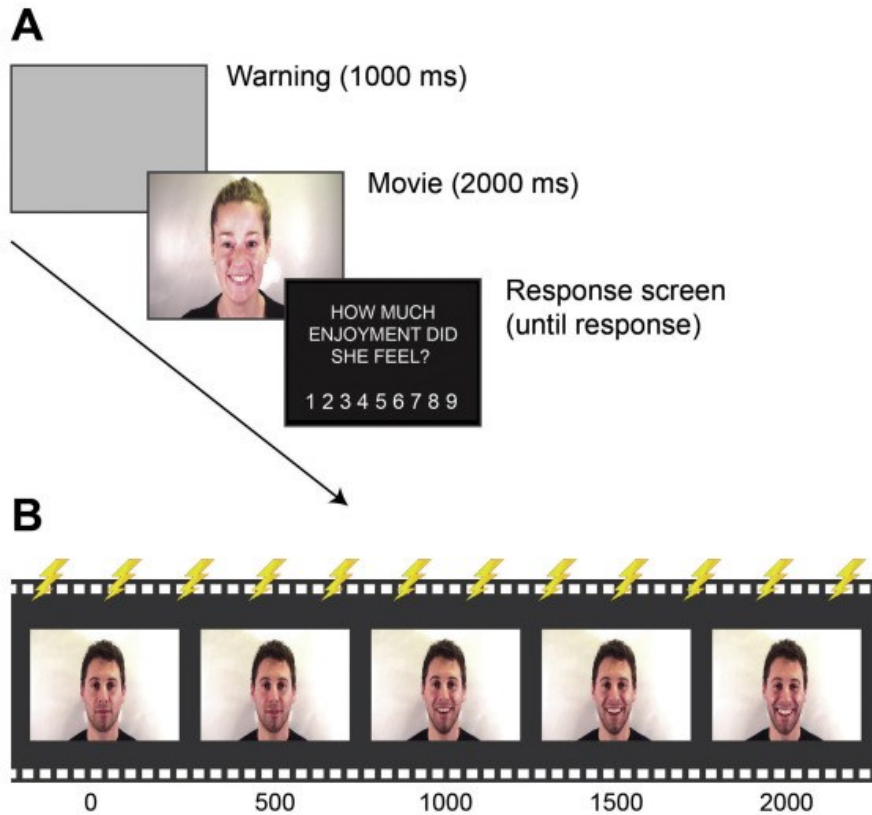 A
Warning (1000 ms)
Movie (2000 ms)
Response screen
(until response)
HOW MUCH
ENJOYMENT DID
SHE FEEL?
1 2 3 4 5 6 7 8 9
B
0 500 1000 1500 2000